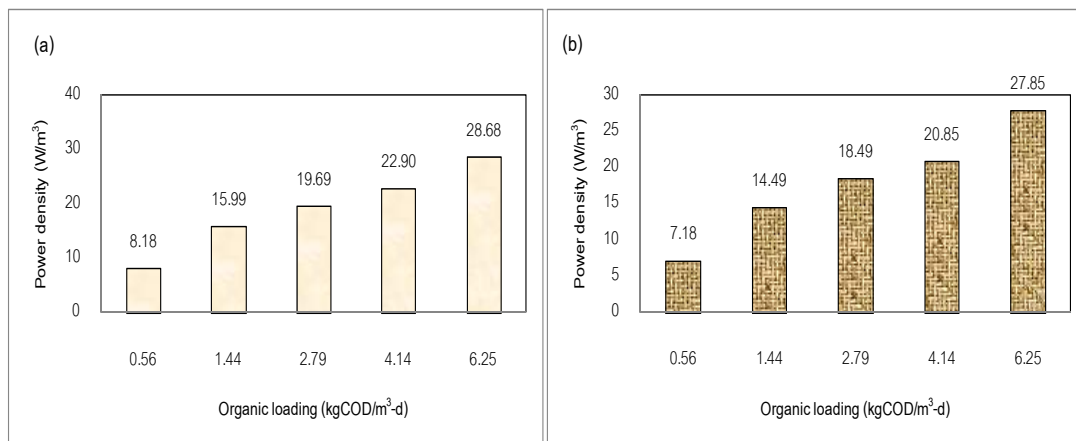 (a)
Power density (W/m³)
40
30
20
10
0
8.18
15.99
19.69
22.90
28.68
0.56 1.44 2.79 4.14 6.25
Organic loading (kgCOD/m³-d)
(b)
Power density (W/m³)
30
25
20
15
10
5
0
7.18
14.49
18.49
20.85
27.85
0.56 1.44 2.79 4.14 6.25
Organic loading (kgCOD/m³-d)